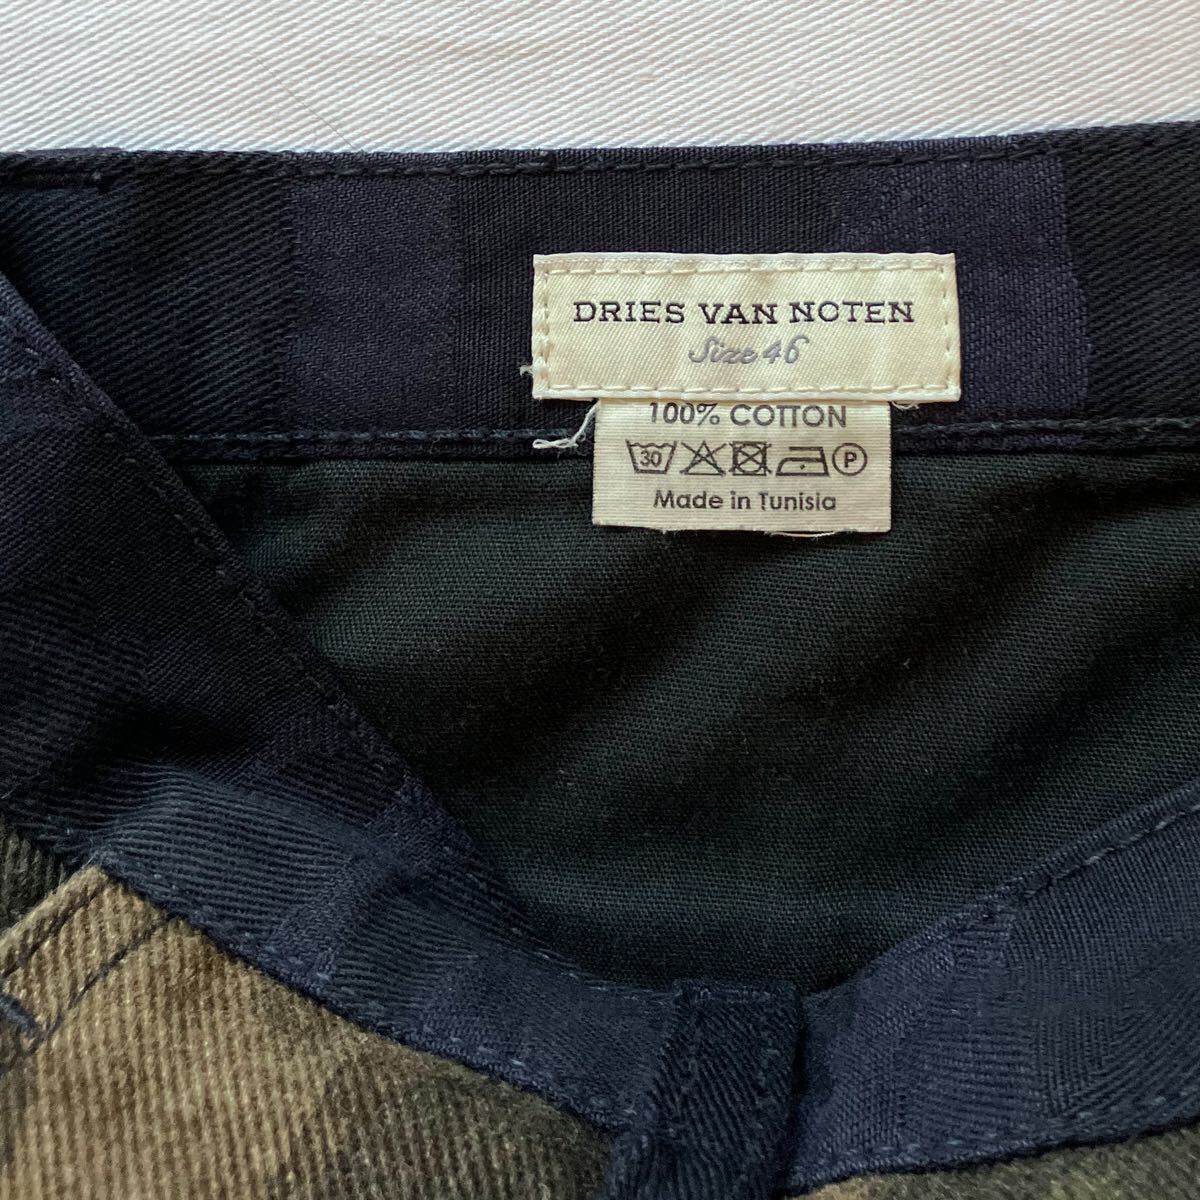 DRIES VAN NOTEN
Size 46
100% COTTON
30 P
Made in Tunisia